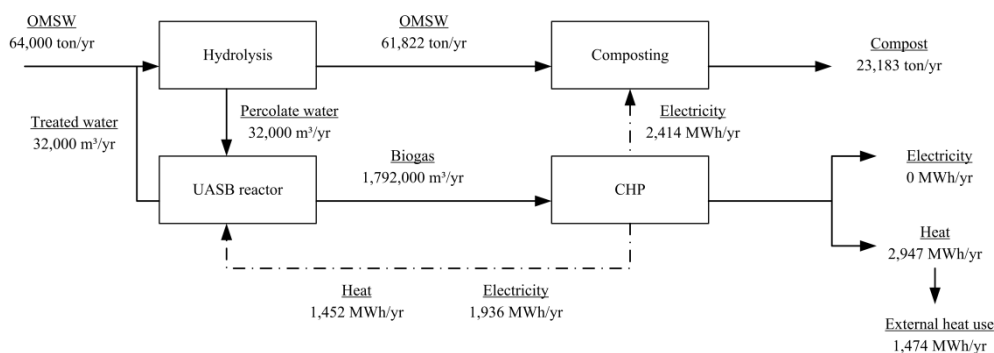 OMSW
64,000 ton/yr
Hydrolysis
OMSW
61,822 ton/yr
Composting
Compost
23,183 ton/yr
Treated water
32,000 m³/yr
Percolate water
32,000 m³/yr
Electricity
2,414 MWh/yr
UASB reactor
Biogas
1,792,000 m³/yr
CHP
Electricity
0 MWh/yr
Heat
2,947 MWh/yr
Heat
1,452 MWh/yr
Electricity
1,936 MWh/yr
External heat use
1,474 MWh/yr